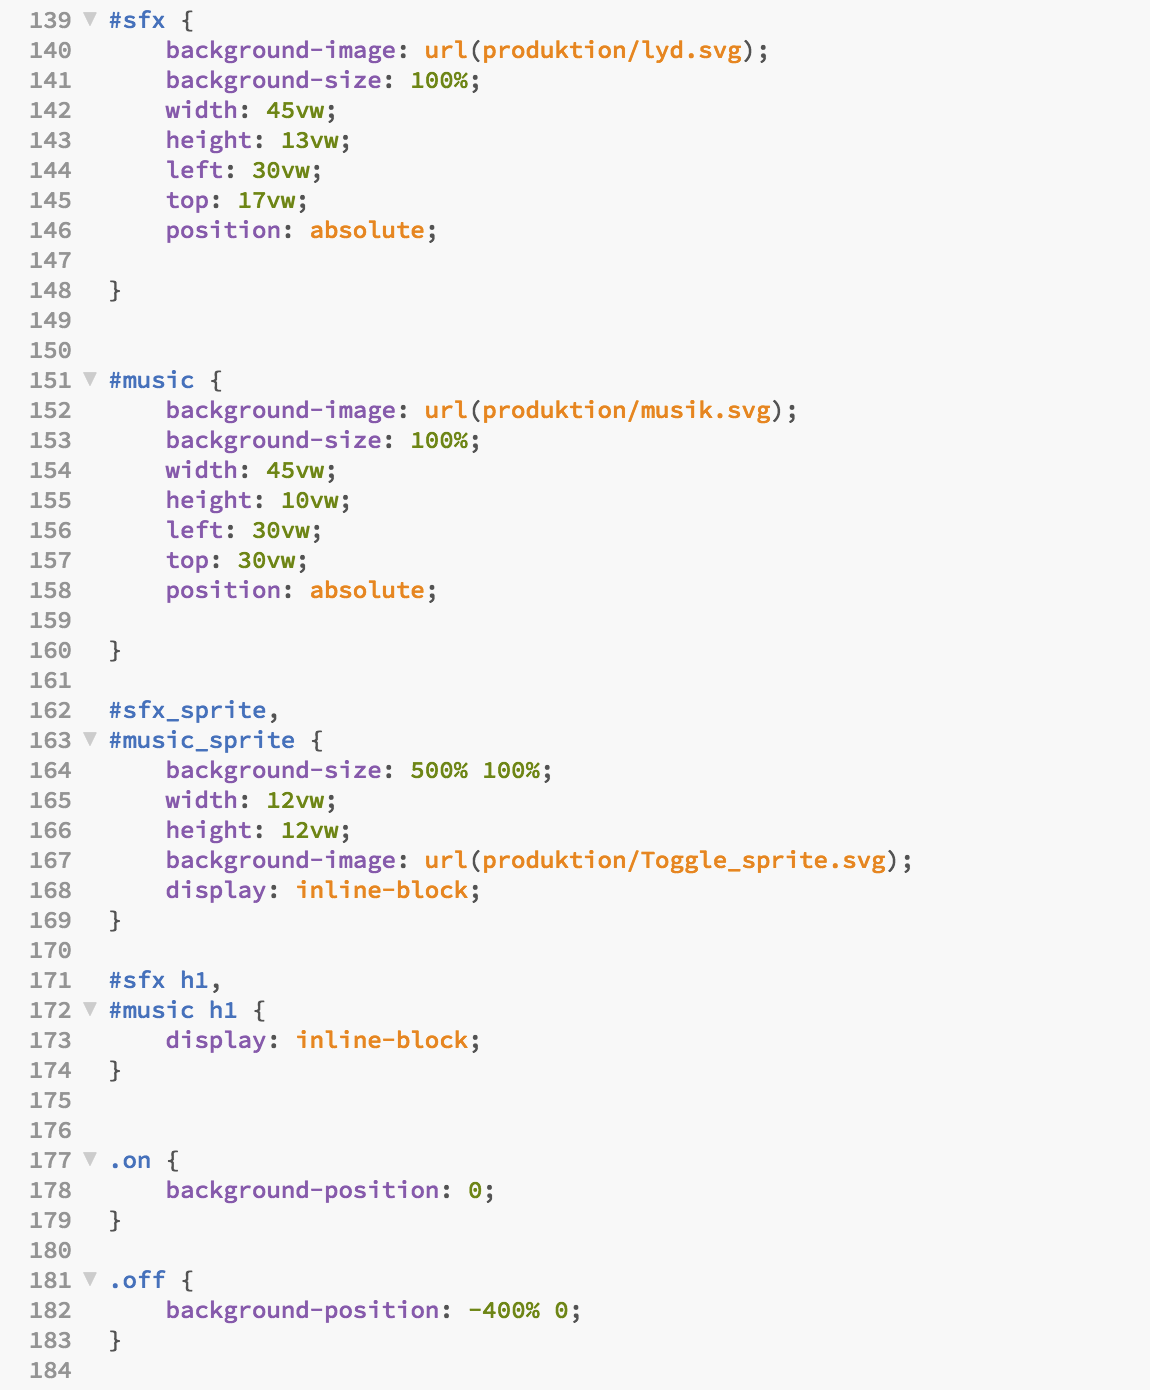 139 ▼ #sfx {
140 background-image: url(produktion/lyd.svg);
141 background-size: 100%;
142 width: 45vw;
143 height: 13vw;
144 left: 30vw;
145 top: 17vw;
146 position: absolute;
147
148 }
149
150
151 ▼ #music {
152 background-image: url(produktion/musik.svg);
153 background-size: 100%;
154 width: 45vw;
155 height: 10vw;
156 left: 30vw;
157 top: 30vw;
158 position: absolute;
159
160 }
161
162 #sfx_sprite,
163 ▼ #music_sprite {
164 background-size: 500% 100%;
165 width: 12vw;
166 height: 12vw;
167 background-image: url(produktion/Toggle_sprite.svg);
168 display: inline-block;
169 }
170
171 #sfx h1,
172 ▼ #music h1 {
173 display: inline-block;
174 }
175
176
177 ▼ .on {
178 background-position: 0;
179 }
180
181 ▼ .off {
182 background-position: -400% 0;
183 }
184